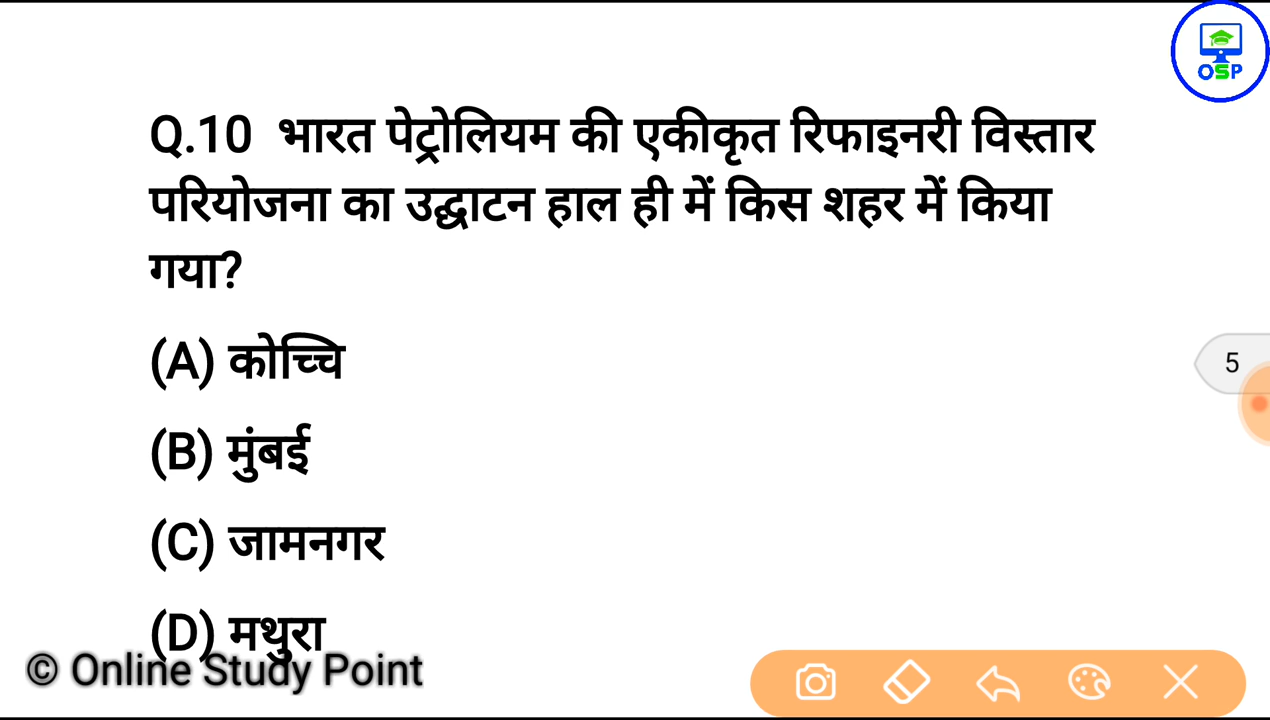 OSP
Q.10 भारत पेट्रोलियम की एकीकृत रिफाइनरी विस्तार
परियोजना का उद्घाटन हाल ही में किस शहर में किया
गया?
(A) कोच्चि
5
(B) मुंबई
(C) जामनगर
(D) मथुरा
© Online Study Point